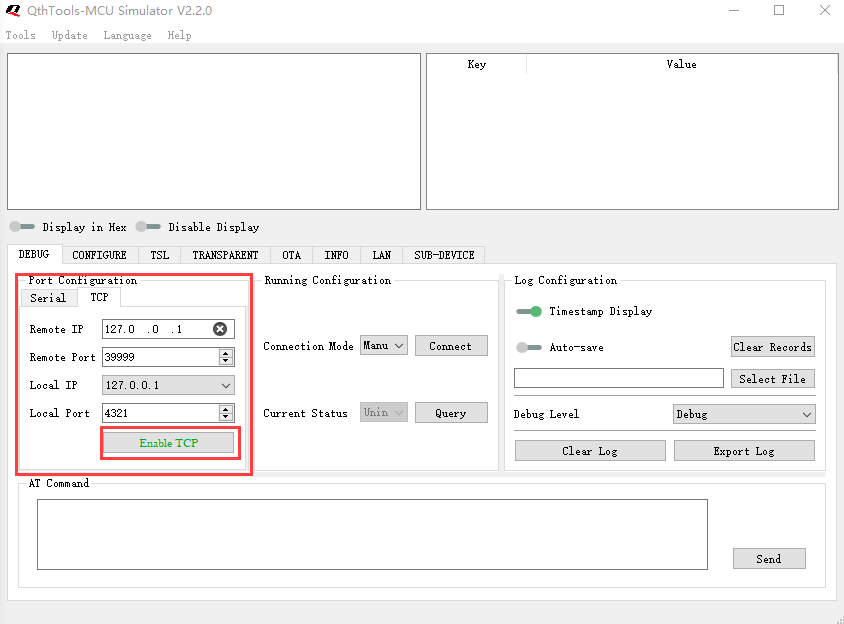 QthTools-MCU Simulator V2.2.0
Tools Update Language Help
Key Value
Display in Hex Disable Display
DEBUG CONFIGURE TSL TRANSPARENT OTA INFO LAN SUB-DEVICE
Port Configuration
Serial TCP
Remote IP 127.0 .0 .1
Remote Port 39999
Local IP 127.0.0.1
Local Port 4321
Enable TCP
Running Configuration
Connection Mode Manu Connect
Current Status Unin Query
Log Configuration
Timestamp Display
Auto-save Clear Records
Select File
Debug Level Debug
Clear Log Export Log
AT Command
Send